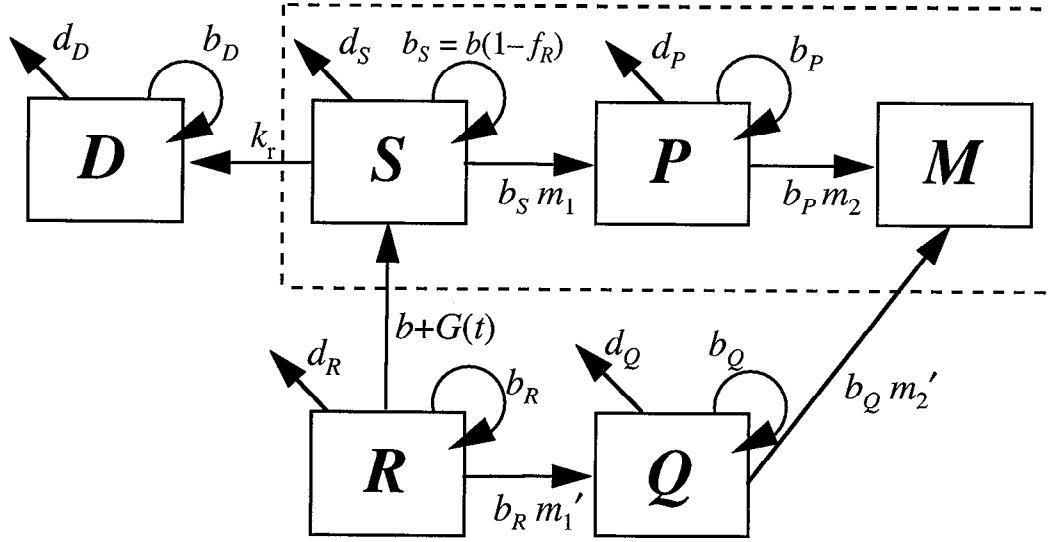 d_D
b_D
d_S
b_S = b(1–f_R)
d_P
b_P
D
k_r
S
b_S m_1
P
b_P m_2
M
b+G(t)
d_R
b_R
d_Q
b_Q
b_Q m_2′
R
b_R m_1′
Q